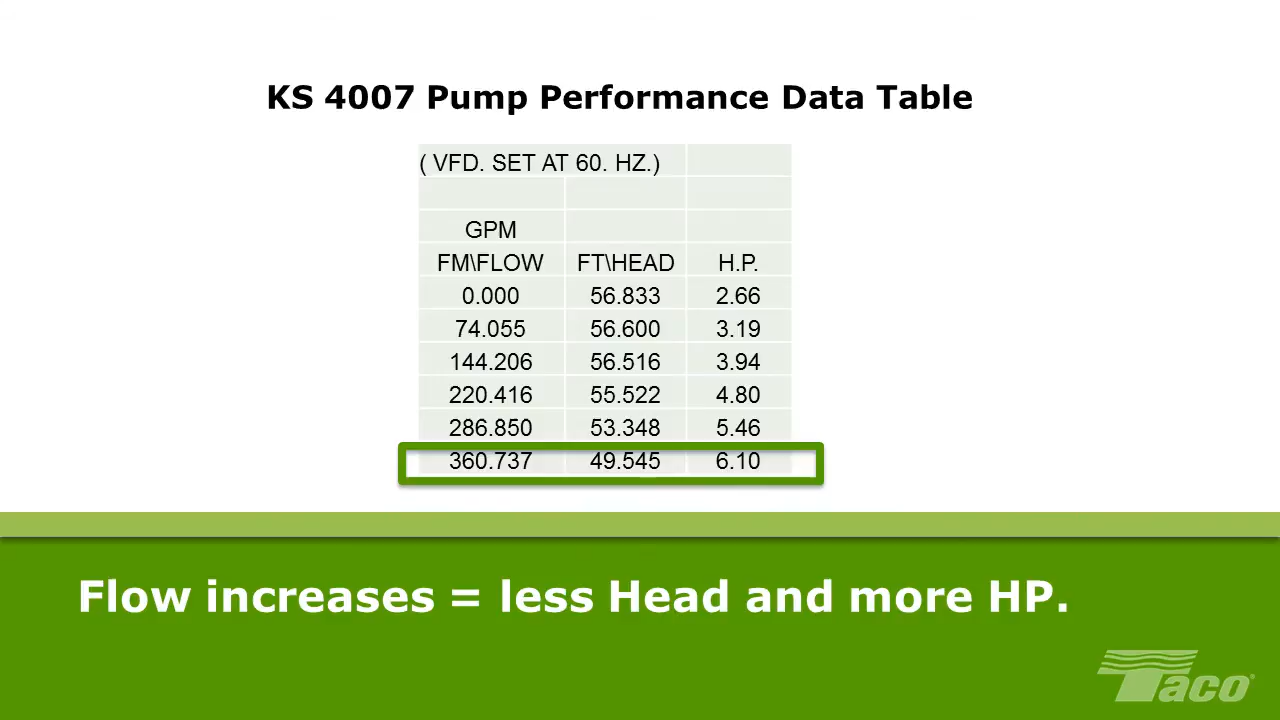 KS 4007 Pump Performance Data Table
( VFD. SET AT 60. HZ.)
GPM
FM\FLOW FT\HEAD H.P.
0.000 56.833 2.66
74.055 56.600 3.19
144.206 56.516 3.94
220.416 55.522 4.80
286.850 53.348 5.46
360.737 49.545 6.10
Flow increases = less Head and more HP.
Taco®